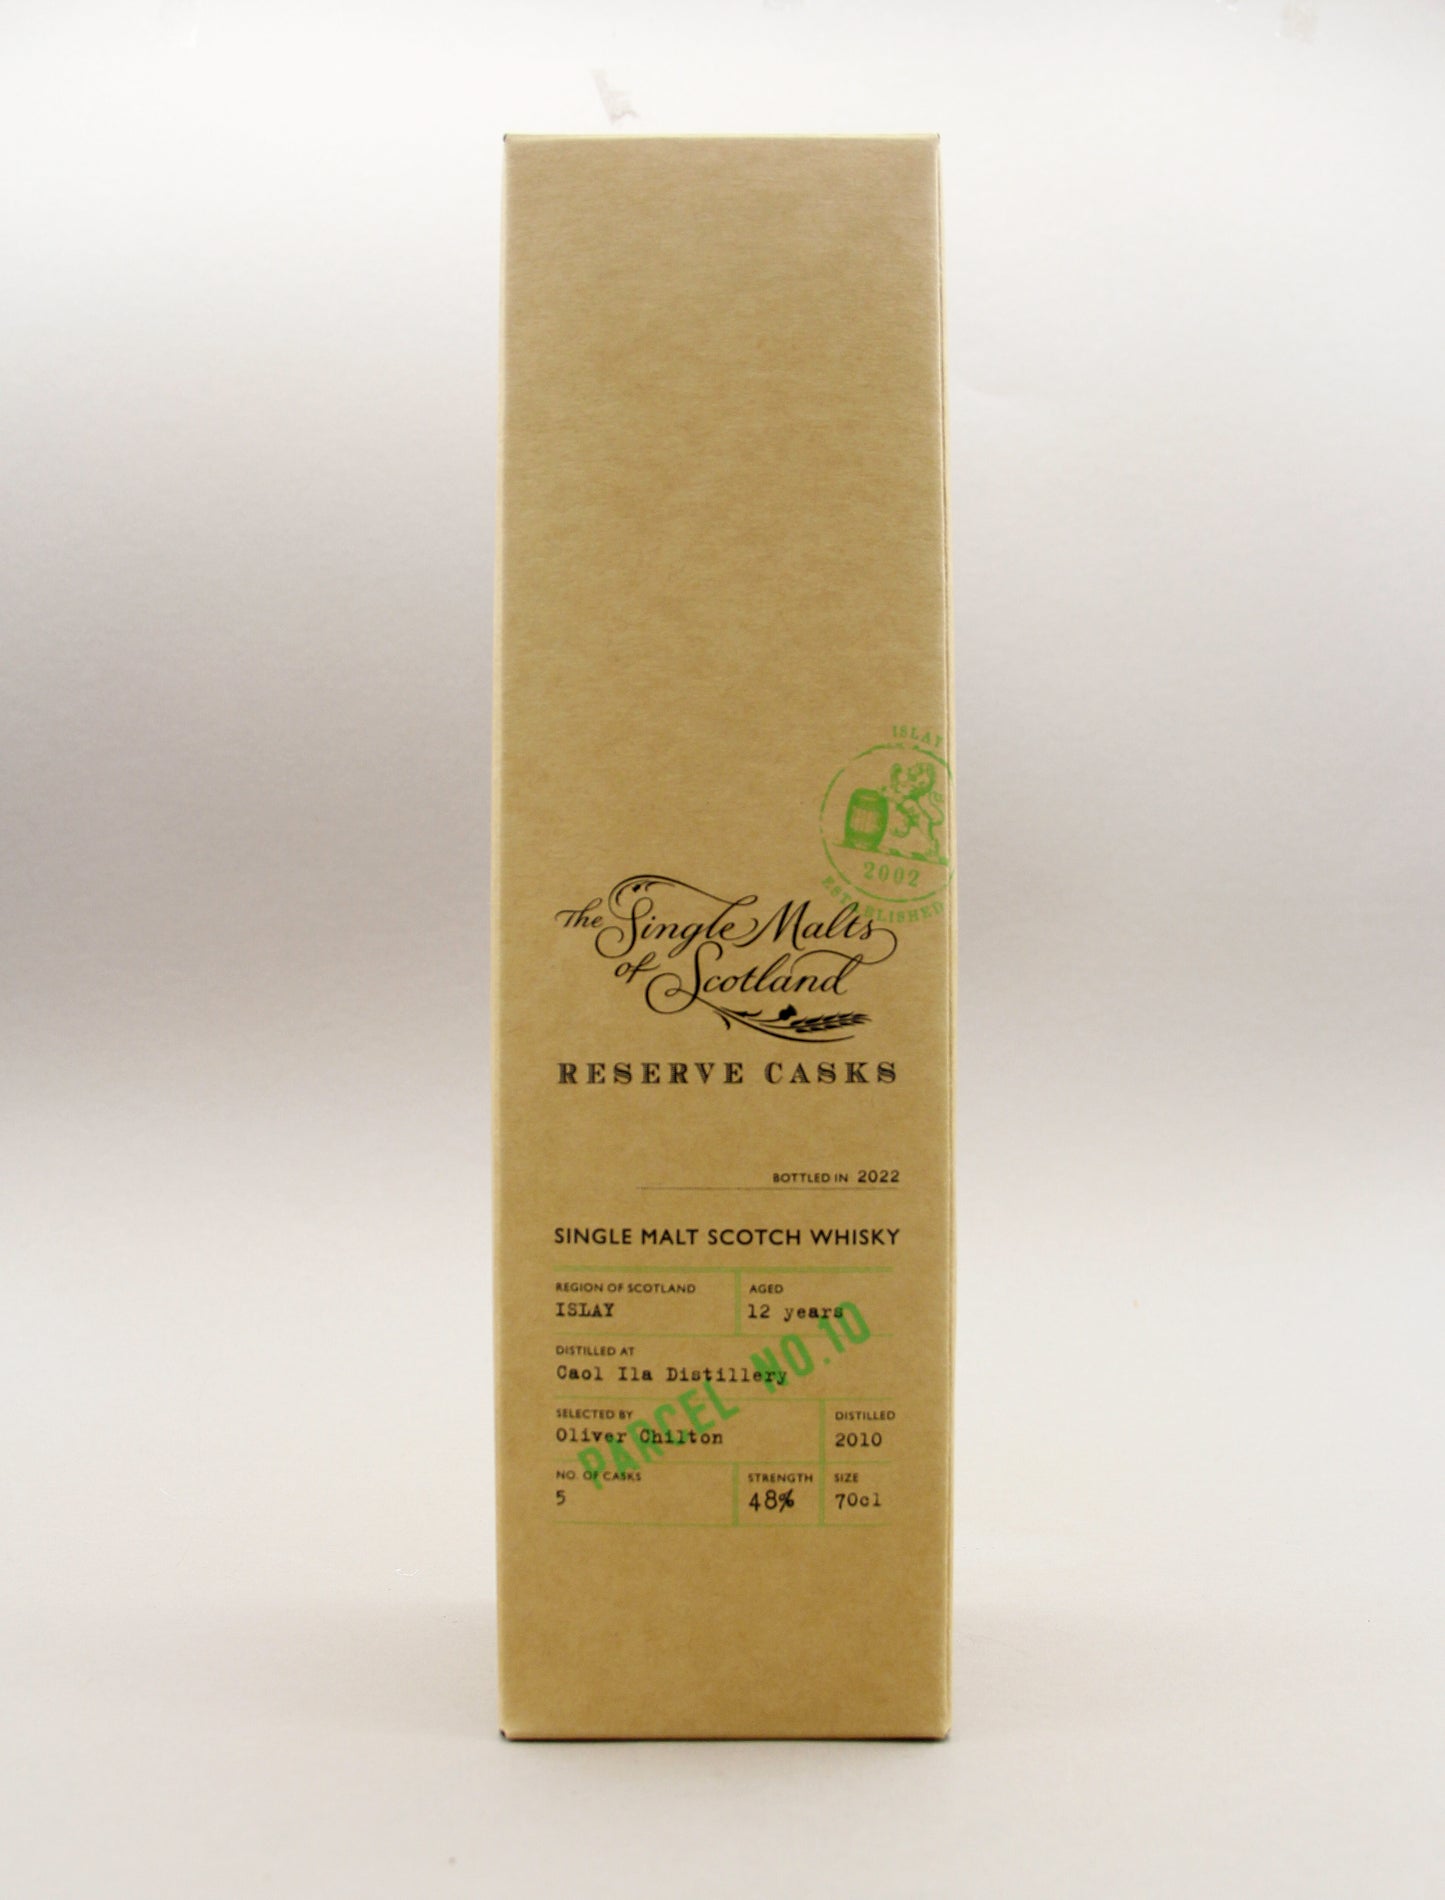 ISLAY
2002
ESTABLISHED
The Single Malts
of Scotland
RESERVE CASKS
BOTTLED IN 2022
SINGLE MALT SCOTCH WHISKY
REGION OF SCOTLAND AGED
ISLAY 12 years
PARCEL NO.10
DISTILLED AT
Caol Ila Distillery
SELECTED BY DISTILLED
Oliver Chilton 2010
NO. OF CASKS STRENGTH SIZE
5 48% 70cl